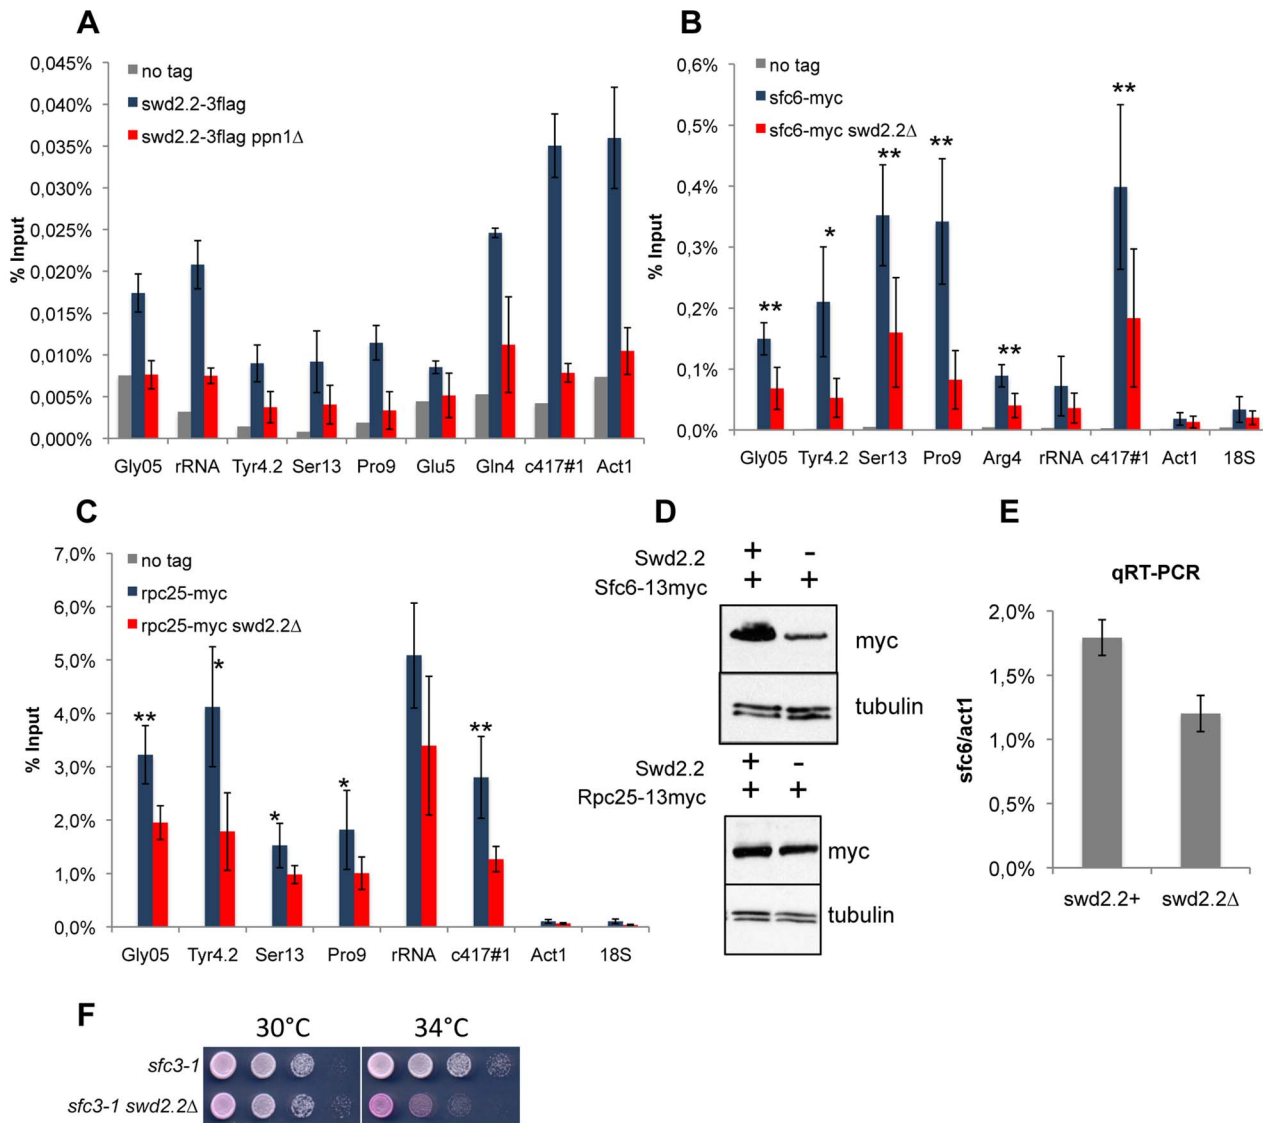 A
0,045%
0,040%
0,035%
0,030%
0,025%
0,020%
0,015%
0,010%
0,005%
0,000%
% Input
no tag
swd2.2-3flag
swd2.2-3flag ppn1Δ
Gly05 rRNA Tyr4.2 Ser13 Pro9 Glu5 Gln4 c417#1 Act1
B
0,6%
0,5%
0,4%
0,3%
0,2%
0,1%
0,0%
% Input
no tag
sfc6-myc
sfc6-myc swd2.2Δ
** * ** ** ** **
Gly05 Tyr4.2 Ser13 Pro9 Arg4 rRNA c417#1 Act1 18S
C
7,0%
6,0%
5,0%
4,0%
3,0%
2,0%
1,0%
0,0%
% Input
no tag
rpc25-myc
rpc25-myc swd2.2Δ
** * * * **
Gly05 Tyr4.2 Ser13 Pro9 rRNA c417#1 Act1 18S
D
Swd2.2 + -
Sfc6-13myc + +
myc
tubulin
Swd2.2 + -
Rpc25-13myc + +
myc
tubulin
E
qRT-PCR
2,0%
1,5%
1,0%
0,5%
0,0%
sfc6/act1
swd2.2+ swd2.2Δ
F
30°C 34°C
sfc3-1
sfc3-1 swd2.2Δ